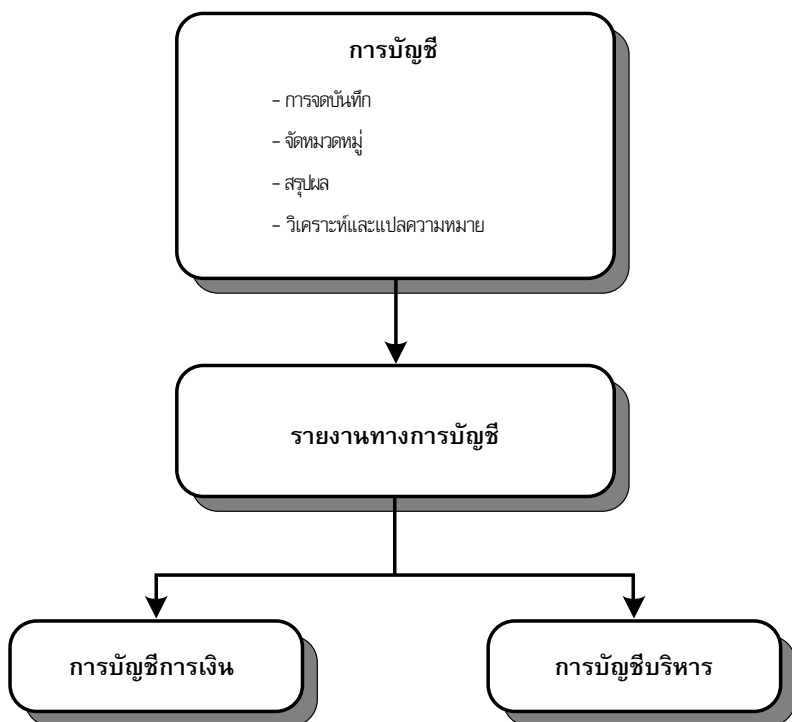 การบัญชี
- การจดบันทึก
- จัดหมวดหมู่
- สรุปผล
- วิเคราะห์และแปลความหมาย
รายงานทางการบัญชี
การบัญชีการเงิน
การบัญชีบริหาร